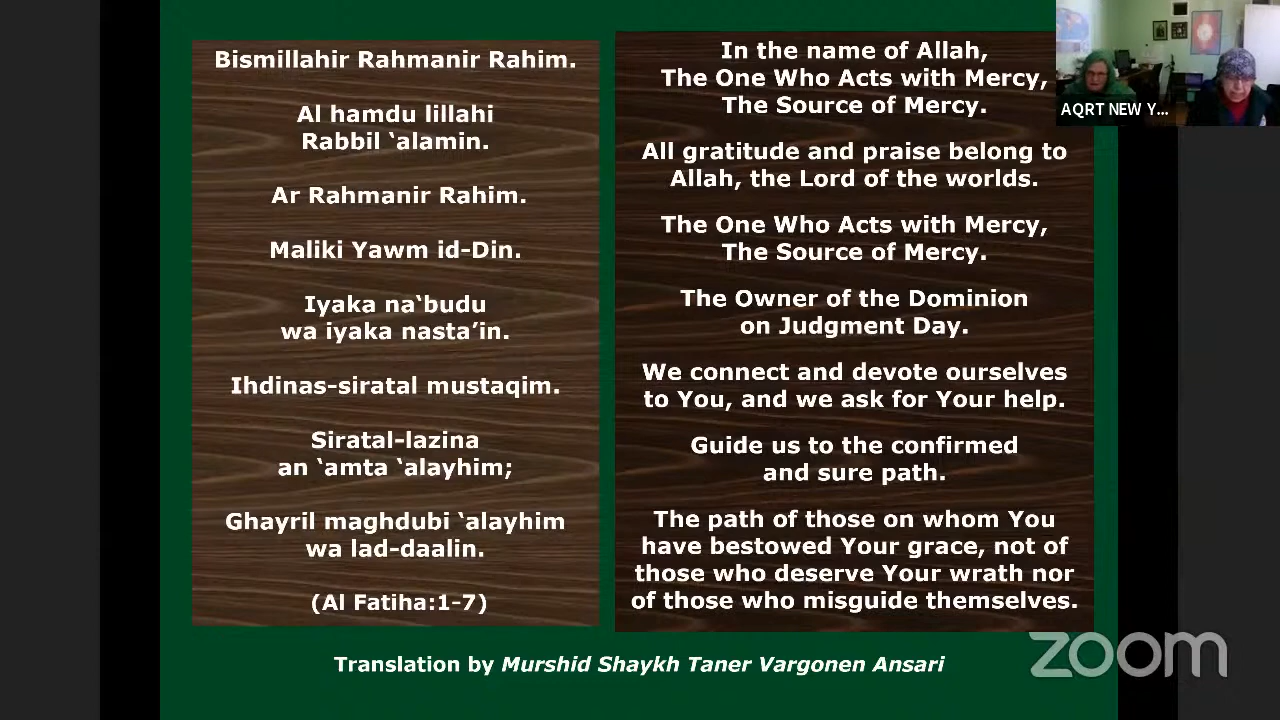 Bismillahir Rahmanir Rahim.
Al hamdu lillahi
Rabbil ‘alamin.
Ar Rahmanir Rahim.
Maliki Yawm id-Din.
Iyaka na‘budu
wa iyaka nasta’in.
Ihdinas-siratal mustaqim.
Siratal-lazina
an ‘amta ‘alayhim;
Ghayril maghdubi ‘alayhim
wa lad-daalin.
(Al Fatiha:1-7)
In the name of Allah,
The One Who Acts with Mercy,
The Source of Mercy.
All gratitude and praise belong to
Allah, the Lord of the worlds.
The One Who Acts with Mercy,
The Source of Mercy.
The Owner of the Dominion
on Judgment Day.
We connect and devote ourselves
to You, and we ask for Your help.
Guide us to the confirmed
and sure path.
The path of those on whom You
have bestowed Your grace, not of
those who deserve Your wrath nor
of those who misguide themselves.
Translation by Murshid Shaykh Taner Vargonen Ansari
AQRT NEW Y...
zoom